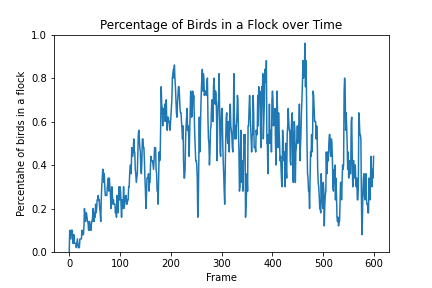 Percentage of Birds in a Flock over Time
Percentahe of birds in a flock
1.0
0.8
0.6
0.4
0.2
0.0
0 100 200 300 400 500 600
Frame